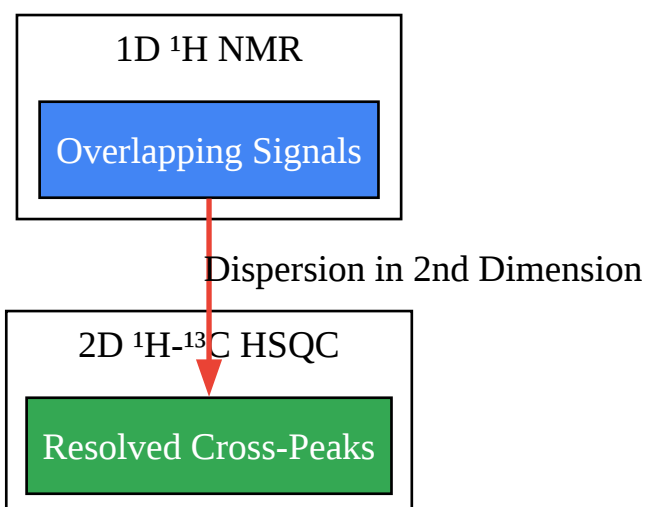 1D ¹H NMR
Overlapping Signals
Dispersion in 2nd Dimension
2D ¹H-¹³C HSQC
Resolved Cross-Peaks